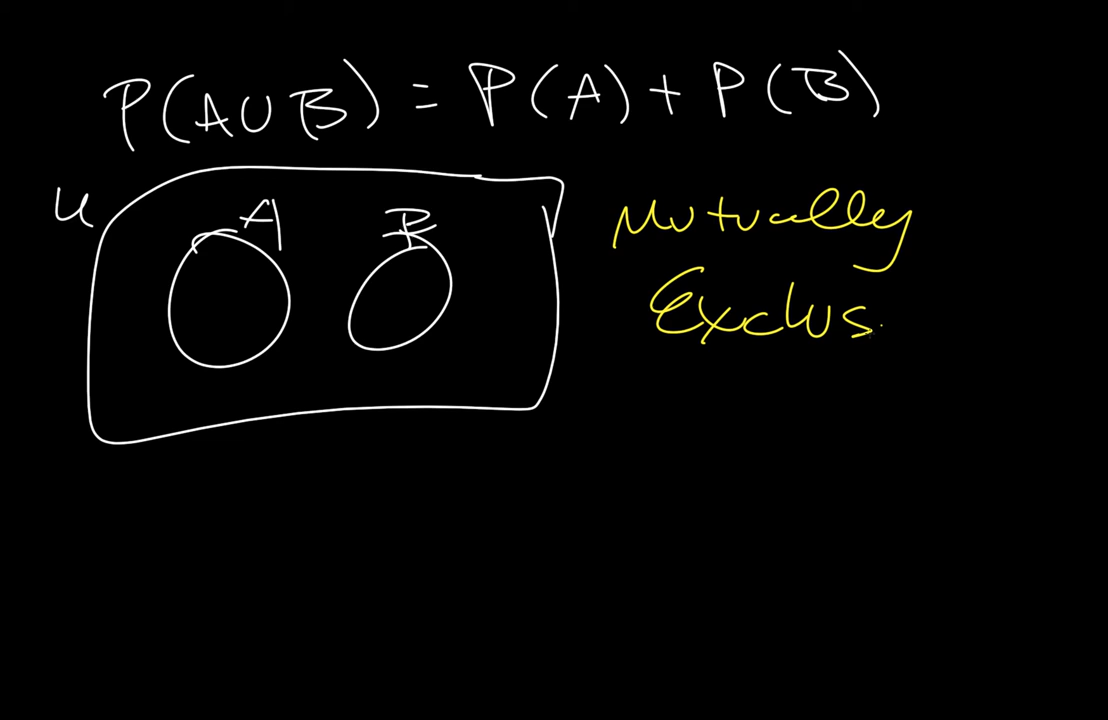 P(A∪B) = P(A) + P(B)
U
A
B
Mutually
Exclus